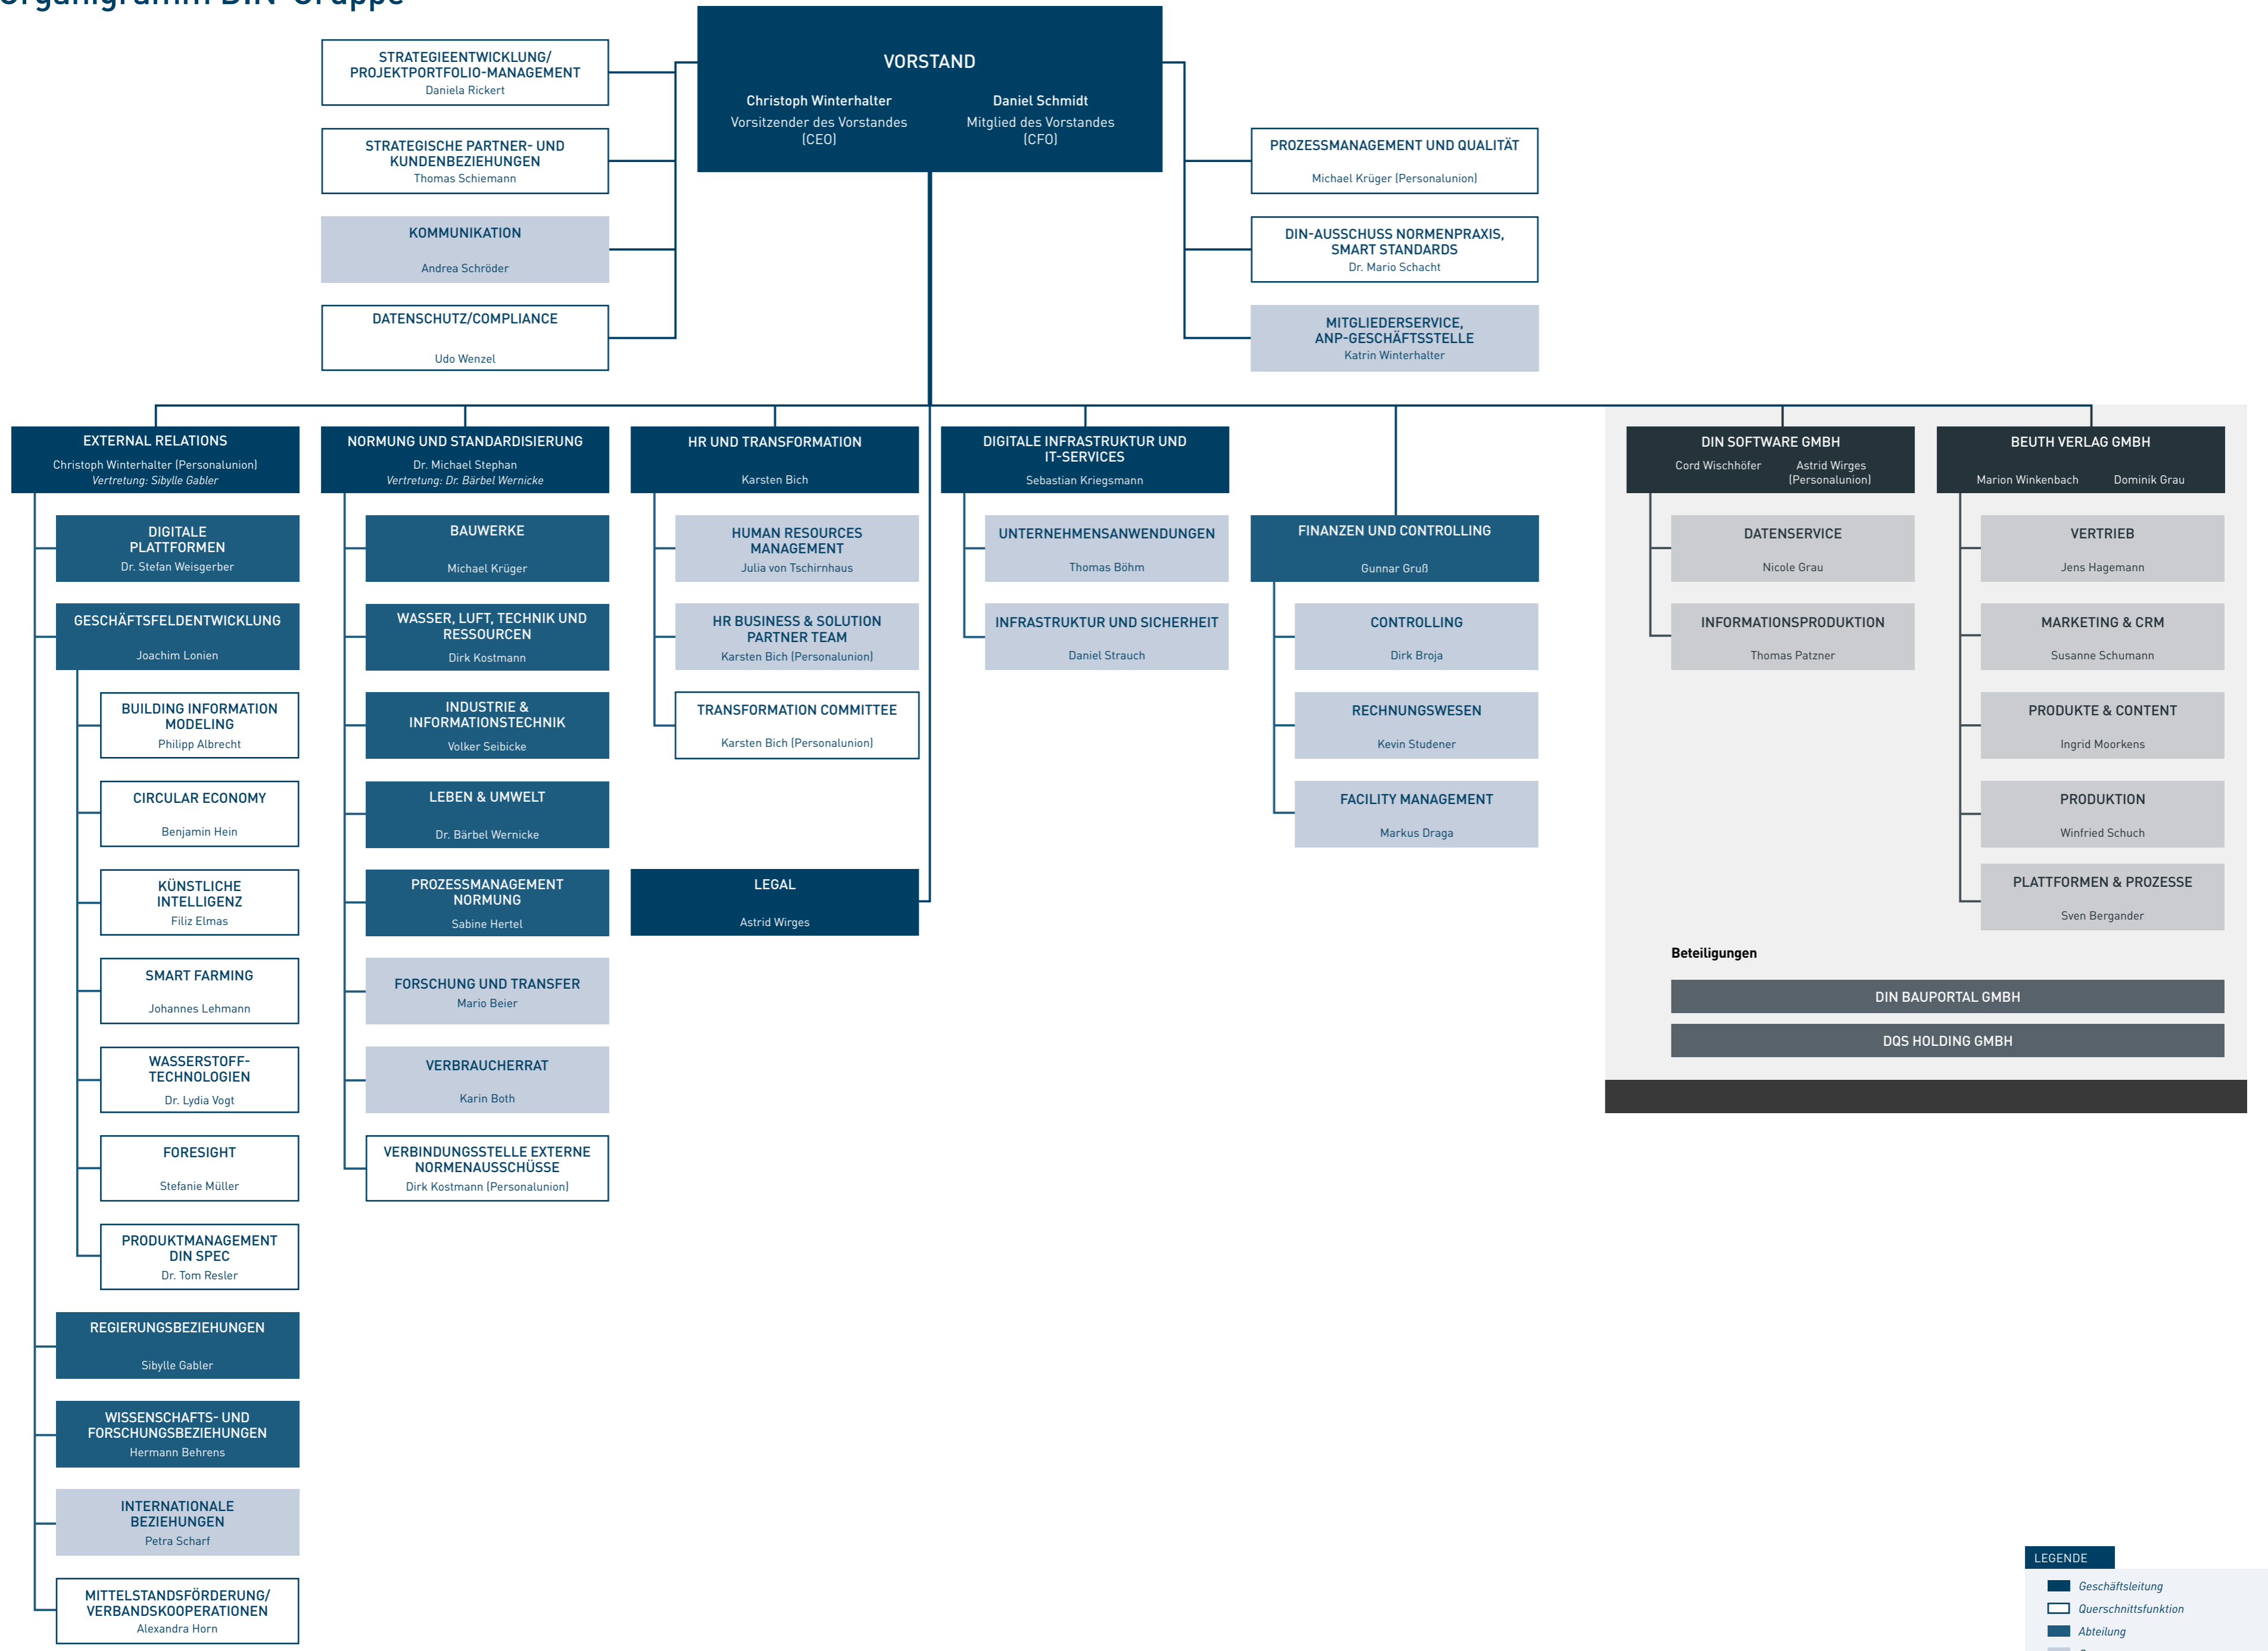 Organigramm DIN-Gruppe
VORSTAND
Christoph Winterhalter
Vorsitzender des Vorstandes
(CEO)
Daniel Schmidt
Mitglied des Vorstandes
(CFO)
STRATEGIEENTWICKLUNG/
PROJEKTPORTFOLIO-MANAGEMENT
Daniela Rickert
STRATEGISCHE PARTNER- UND
KUNDENBEZIEHUNGEN
Thomas Schiemann
KOMMUNIKATION
Andrea Schröder
DATENSCHUTZ/COMPLIANCE
Udo Wenzel
PROZESSMANAGEMENT UND QUALITÄT
Michael Krüger (Personalunion)
DIN-AUSSCHUSS NORMENPRAXIS,
SMART STANDARDS
Dr. Mario Schacht
MITGLIEDERSERVICE,
ANP-GESCHÄFTSSTELLE
Katrin Winterhalter
EXTERNAL RELATIONS
Christoph Winterhalter (Personalunion)
Vertretung: Sibylle Gabler
DIGITALE
PLATTFORMEN
Dr. Stefan Weisgerber
GESCHÄFTSFELDENTWICKLUNG
Joachim Lonien
BUILDING INFORMATION
MODELING
Philipp Albrecht
CIRCULAR ECONOMY
Benjamin Hein
KÜNSTLICHE
INTELLIGENZ
Filiz Elmas
SMART FARMING
Johannes Lehmann
WASSERSTOFF-
TECHNOLOGIEN
Dr. Lydia Vogt
FORESIGHT
Stefanie Müller
PRODUKTMANAGEMENT
DIN SPEC
Dr. Tom Resler
REGIERUNGSBEZIEHUNGEN
Sibylle Gabler
WISSENSCHAFTS- UND
FORSCHUNGSBEZIEHUNGEN
Hermann Behrens
INTERNATIONALE
BEZIEHUNGEN
Petra Scharf
MITTELSTANDSFÖRDERUNG/
VERBANDSKOOPERATIONEN
Alexandra Horn
NORMUNG UND STANDARDISIERUNG
Dr. Michael Stephan
Vertretung: Dr. Bärbel Wernicke
BAUWERKE
Michael Krüger
WASSER, LUFT, TECHNIK UND
RESSOURCEN
Dirk Kostmann
INDUSTRIE &
INFORMATIONSTECHNIK
Volker Seibicke
LEBEN & UMWELT
Dr. Bärbel Wernicke
PROZESSMANAGEMENT
NORMUNG
Sabine Hertel
FORSCHUNG UND TRANSFER
Mario Beier
VERBRAUCHERRAT
Karin Both
VERBINDUNGSSTELLE EXTERNE
NORMENAUSSCHÜSSE
Dirk Kostmann (Personalunion)
HR UND TRANSFORMATION
Karsten Bich
HUMAN RESOURCES
MANAGEMENT
Julia von Tschirnhaus
HR BUSINESS & SOLUTION
PARTNER TEAM
Karsten Bich (Personalunion)
TRANSFORMATION COMMITTEE
Karsten Bich (Personalunion)
LEGAL
Astrid Wirges
DIGITALE INFRASTRUKTUR UND
IT-SERVICES
Sebastian Kriegsmann
UNTERNEHMENSANWENDUNGEN
Thomas Böhm
INFRASTRUKTUR UND SICHERHEIT
Daniel Strauch
FINANZEN UND CONTROLLING
Gunnar Gruß
CONTROLLING
Dirk Broja
RECHNUNGSWESEN
Kevin Studener
FACILITY MANAGEMENT
Markus Draga
DIN SOFTWARE GMBH
Cord Wischhöfer
Astrid Wirges
(Personalunion)
DATENSERVICE
Nicole Grau
INFORMATIONSPRODUKTION
Thomas Patzner
BEUTH VERLAG GMBH
Marion Winkenbach
Dominik Grau
VERTRIEB
Jens Hagemann
MARKETING & CRM
Susanne Schumann
PRODUKTE & CONTENT
Ingrid Moorkens
PRODUKTION
Winfried Schuch
PLATTFORMEN & PROZESSE
Sven Bergander
Beteiligungen
DIN BAUPORTAL GMBH
DQS HOLDING GMBH
LEGENDE
Geschäftsleitung
Querschnittsfunktion
Abteilung